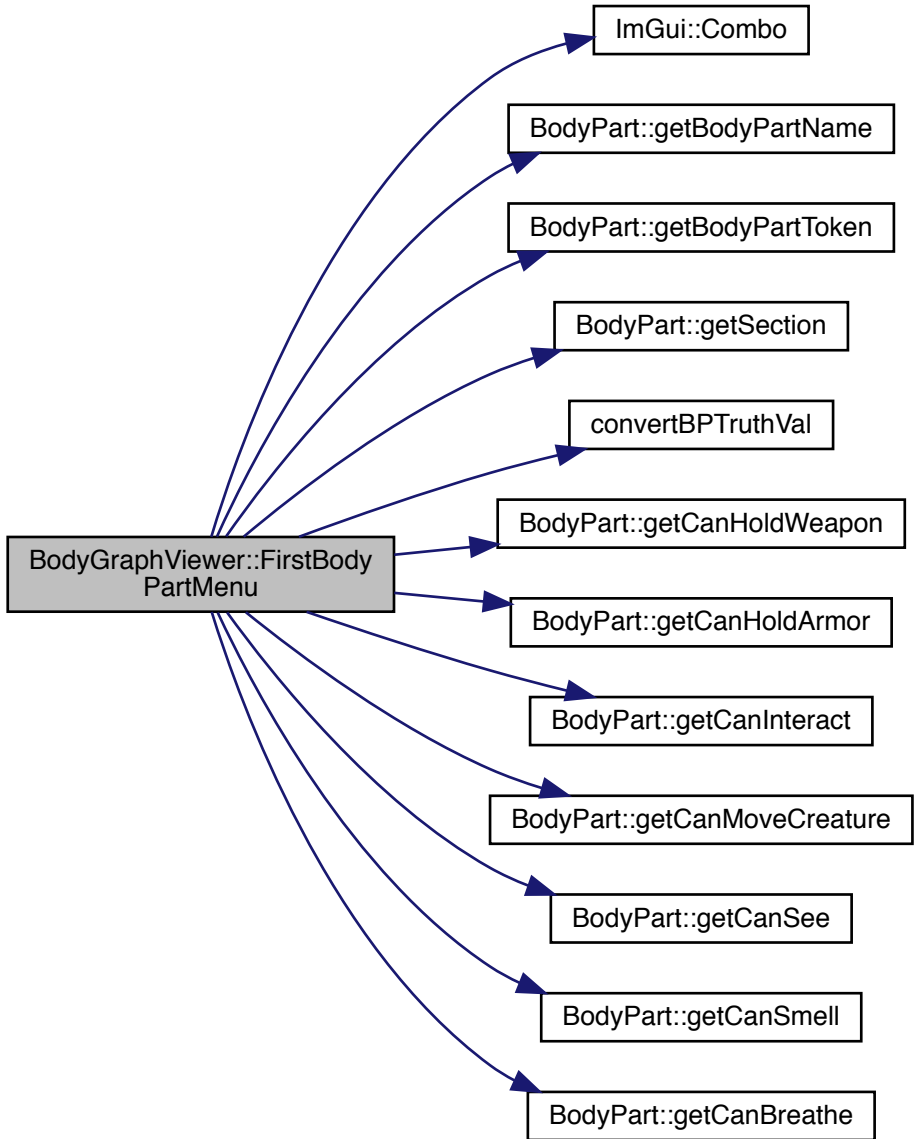 ImGui::Combo
BodyPart::getBodyPartName
BodyPart::getBodyPartToken
BodyPart::getSection
convertBPTruthVal
BodyPart::getCanHoldWeapon
BodyGraphViewer::FirstBody
PartMenu
BodyPart::getCanHoldArmor
BodyPart::getCanInteract
BodyPart::getCanMoveCreature
BodyPart::getCanSee
BodyPart::getCanSmell
BodyPart::getCanBreathe